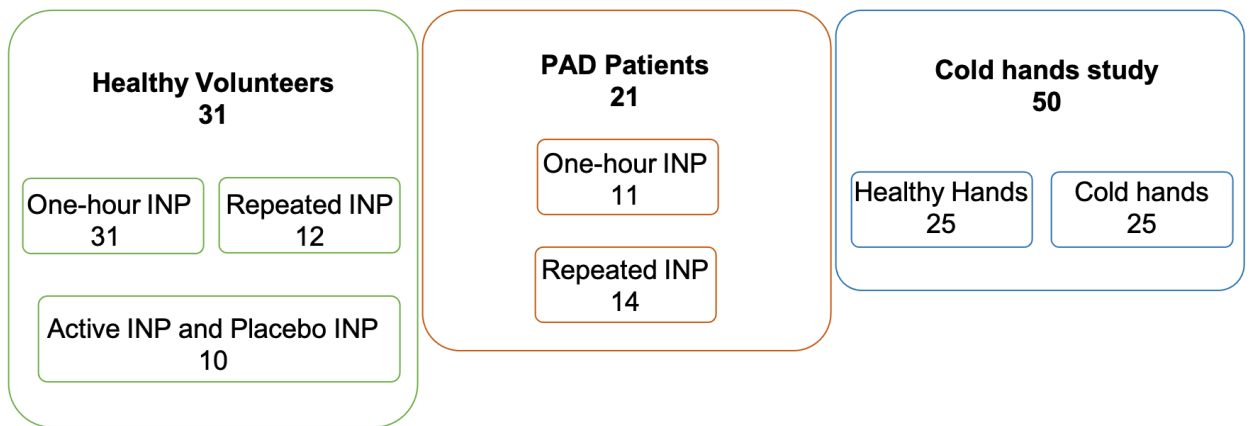 Healthy Volunteers
31
One-hour INP
31
Repeated INP
12
Active INP and Placebo INP
10
PAD Patients
21
One-hour INP
11
Repeated INP
14
Cold hands study
50
Healthy Hands
25
Cold hands
25